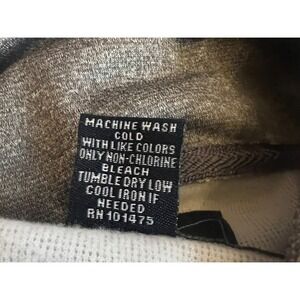 MACHINE WASH
COLD
WITH LIKE COLORS
ONLY NON-CHLORINE
BLEACH
TUMBLE DRY LOW
COOL IRON IF
NEEDED
RN 101475